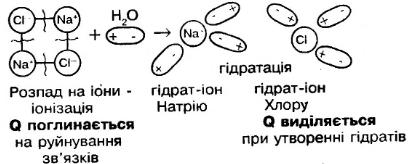 Cl⁻ Na⁺ + H₂O → Na⁺ Cl⁻
+ -
Na⁺ Cl⁻
гідратація
Розпад на іони - іонізація
Q поглинається
на руйнування
зв'язків
гідрат-іон
Натрію
гідрат-іон
Хлору
Q виділяється
при утворенні гідратів